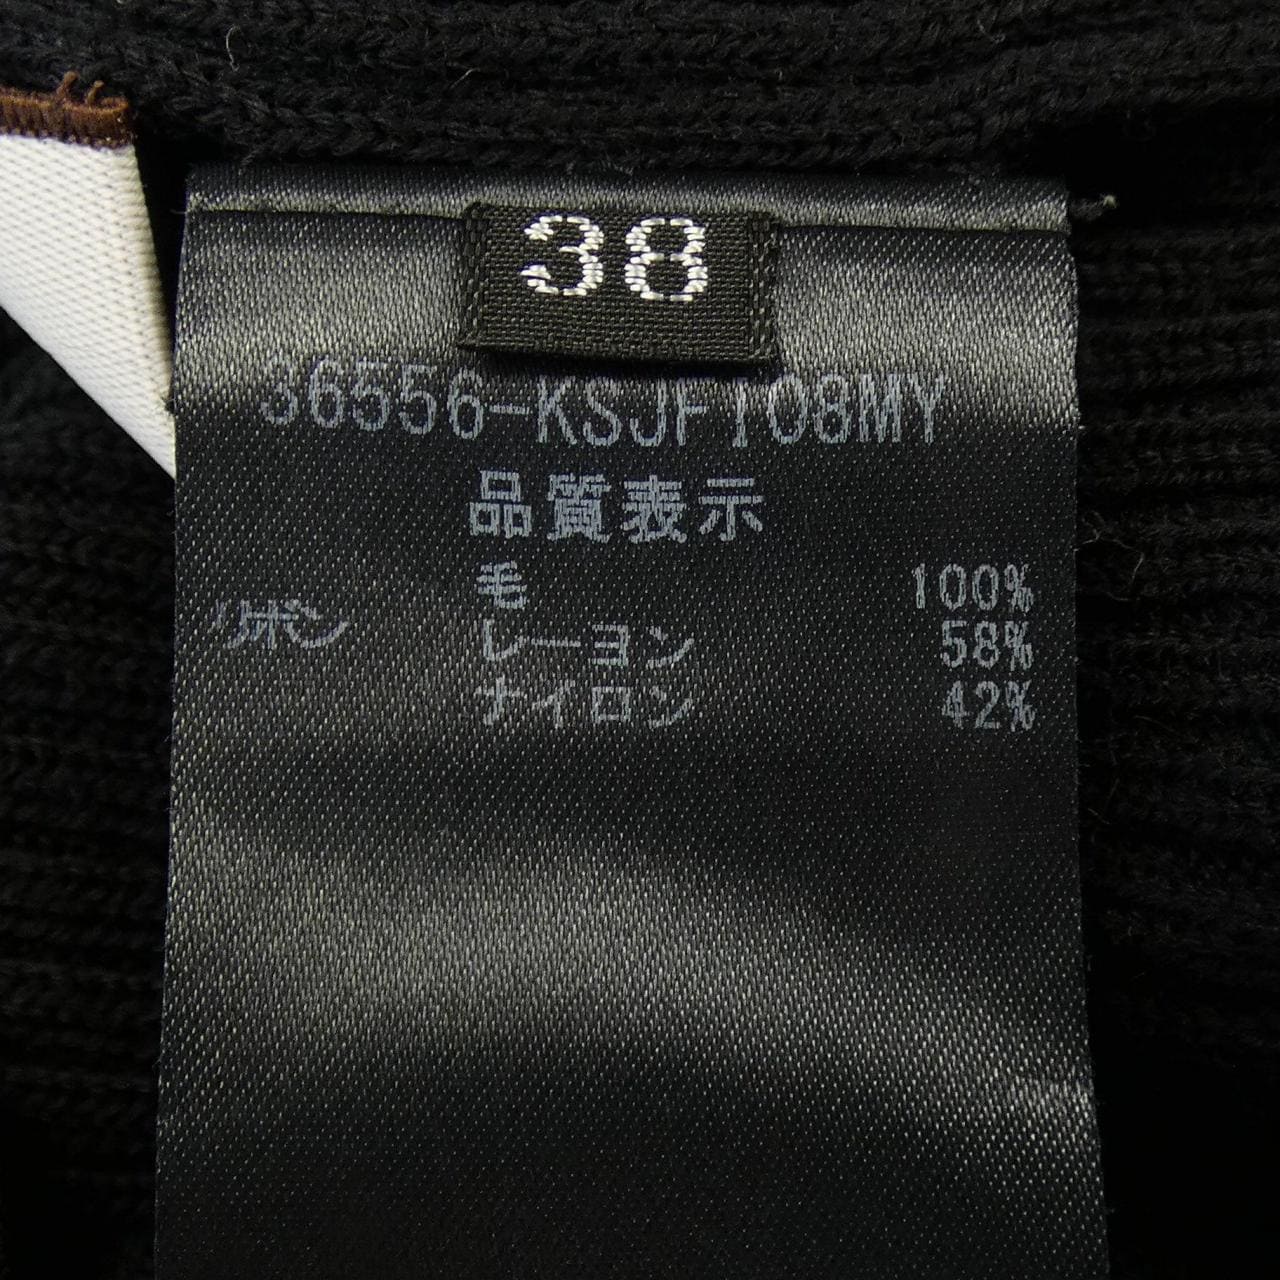 38
36556-KSJFI08MY
品質表示
毛 100%
リボン レーヨン 58%
ナイロン 42%